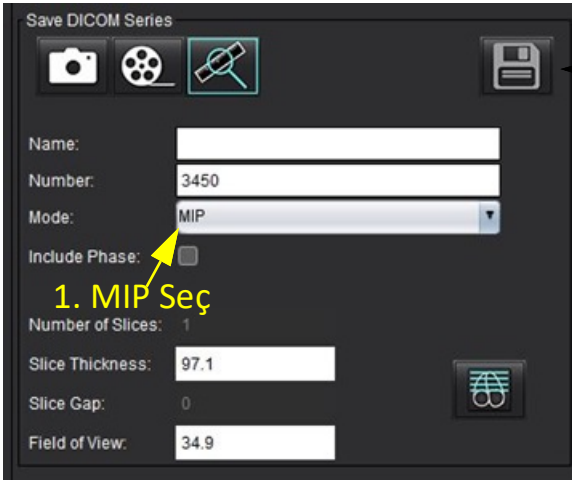 Save DICOM Series
Name:
Number: 3450
Mode: MIP
Include Phase:
1. MIP Seç
Number of Slices: 1
Slice Thickness: 97.1
Slice Gap: 0
Field of View: 34.9